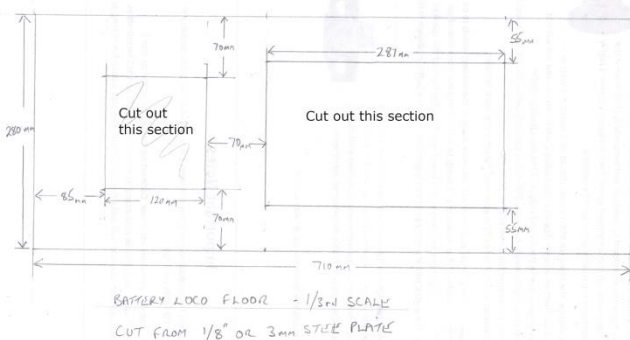 70mm
55mm
287mm
280mm
Cut out
this section
Cut out this section
70mm
85mm
120mm
70mm
55mm
710mm
BATTERY LOCO FLOOR - 1/3rd SCALE
CUT FROM 1/8" OR 3mm STEE PLATE